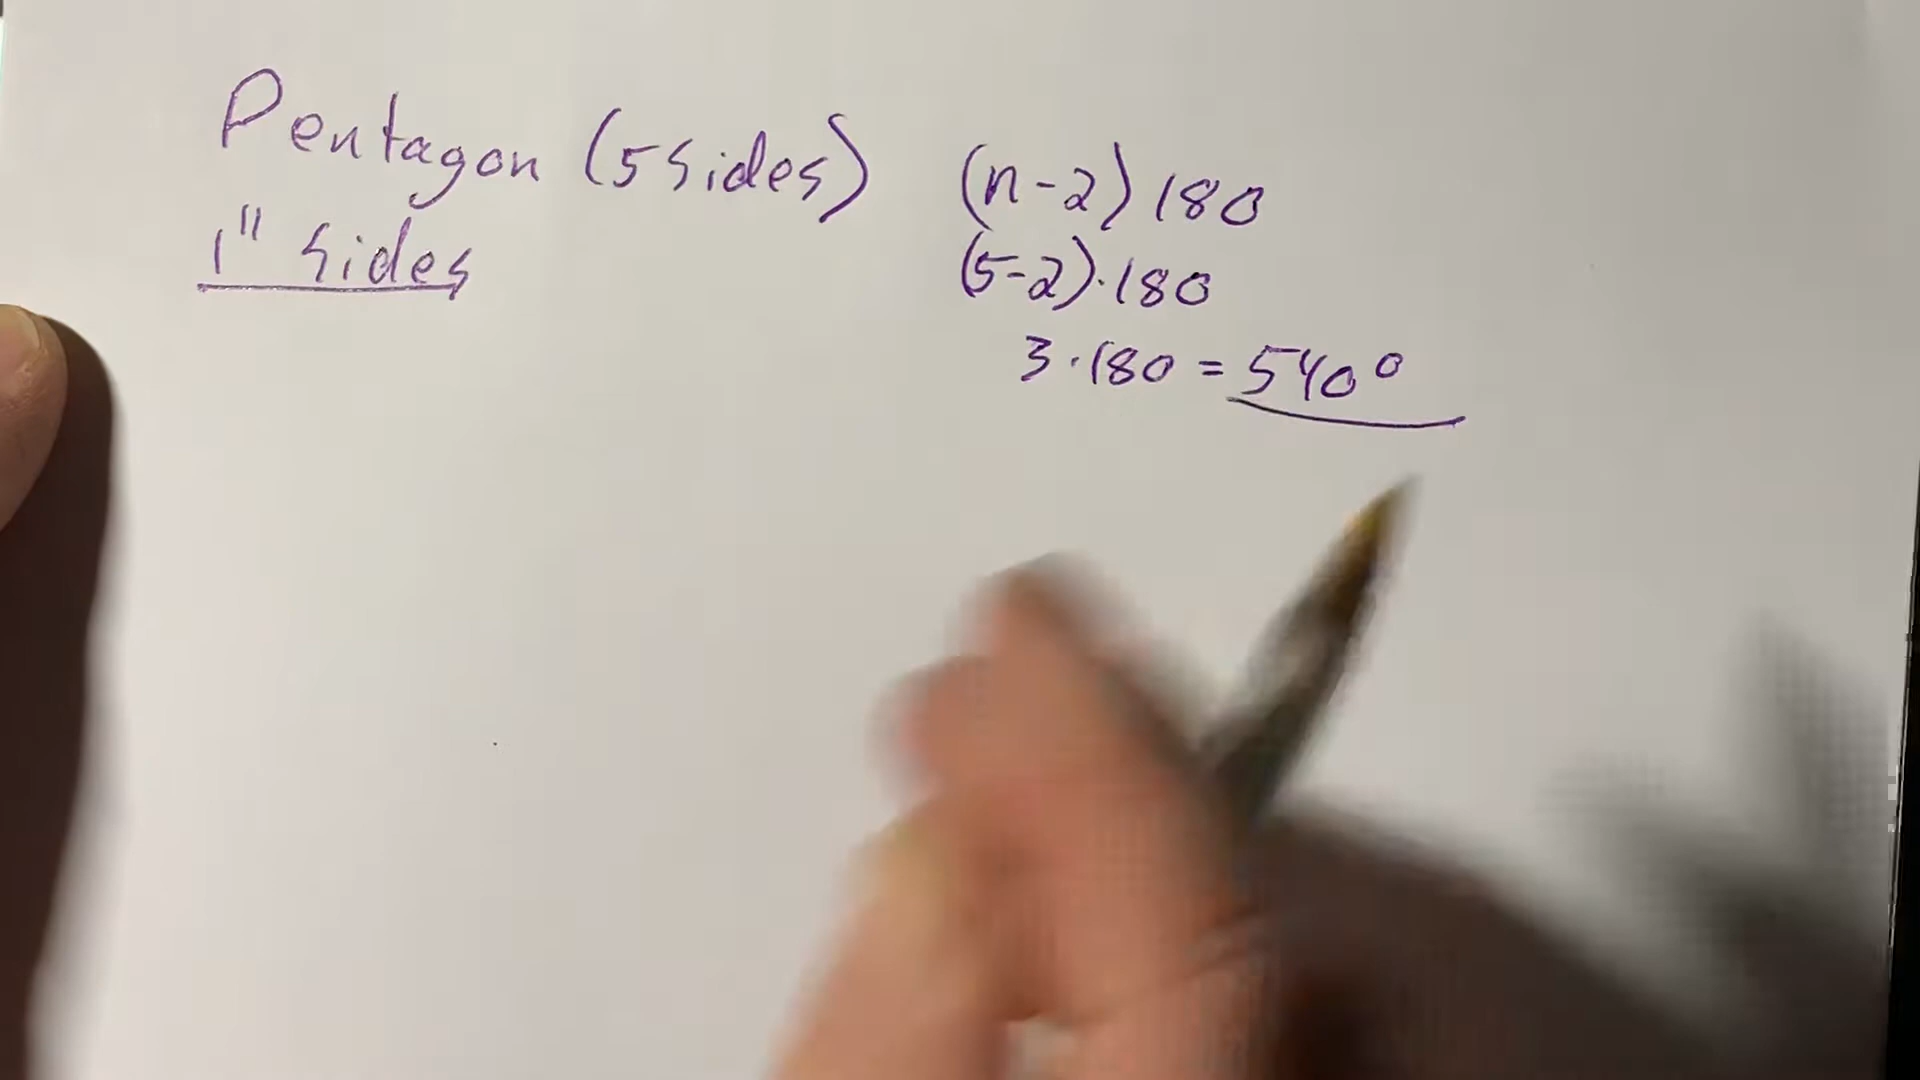 Pentagon (5 Sides)
1" Sides
(n-2) 180
(5-2)·180
3·180 = 540°